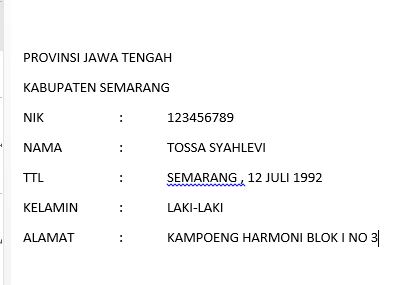 PROVINSI JAWA TENGAH
KABUPATEN SEMARANG
NIK : 123456789
NAMA : TOSSA SYAHLEVI
TTL : SEMARANG , 12 JULI 1992
KELAMIN : LAKI-LAKI
ALAMAT : KAMPOENG HARMONI BLOK I NO 3